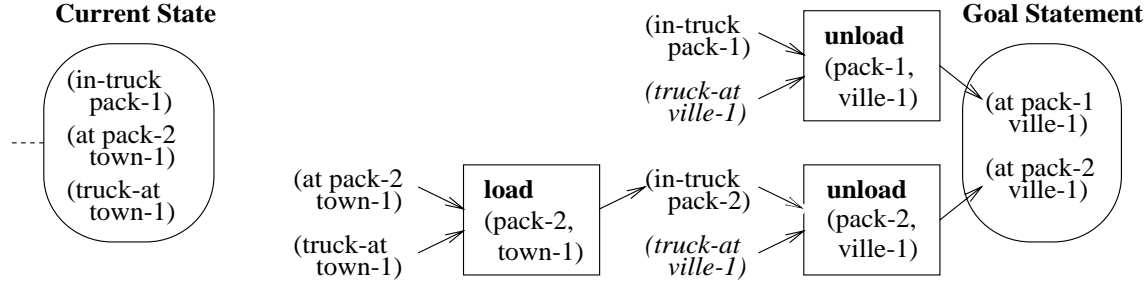 Current State
(in-truck
pack-1)
(at pack-2
town-1)
(truck-at
town-1)
(at pack-2
town-1)
(truck-at
town-1)
load
(pack-2,
town-1)
(in-truck
pack-1)
(truck-at
ville-1)
unload
(pack-1,
ville-1)
(in-truck
pack-2)
(truck-at
ville-1)
unload
(pack-2,
ville-1)
Goal Statement
(at pack-1
ville-1)
(at pack-2
ville-1)